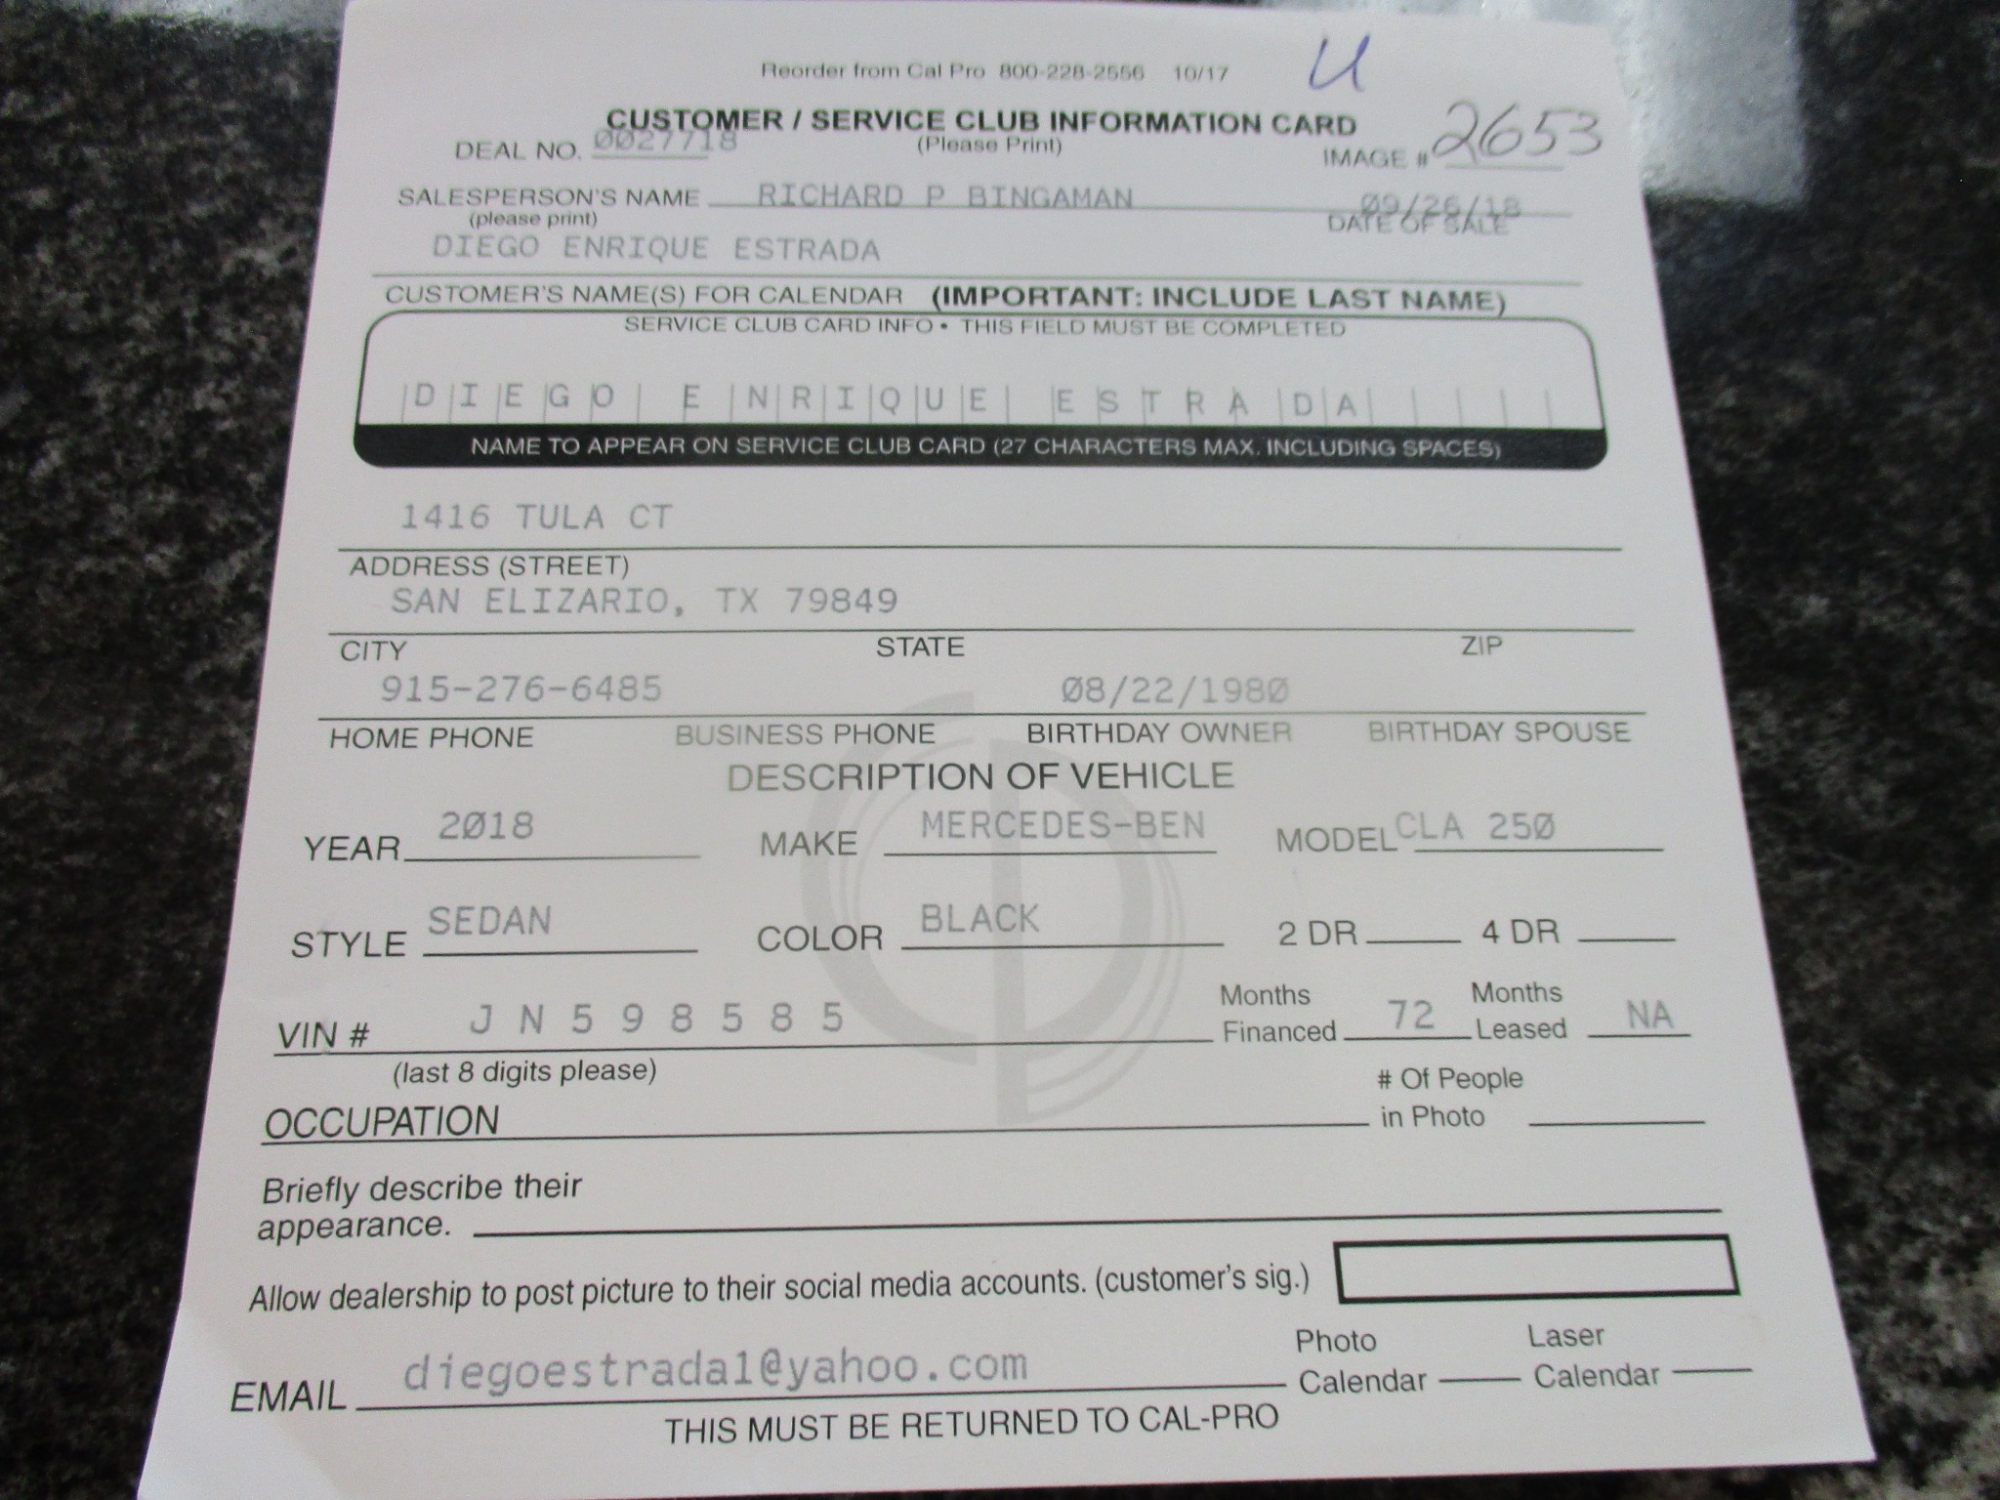 Reorder from Cal Pro 800-228-2556 10/17
U
CUSTOMER / SERVICE CLUB INFORMATION CARD
DEAL NO. 0027718 (Please Print) IMAGE # 2653
SALESPERSON'S NAME RICHARD P BINGAMAN 09/26/18
(please print) DATE OF SALE
DIEGO ENRIQUE ESTRADA
CUSTOMER'S NAME(S) FOR CALENDAR (IMPORTANT: INCLUDE LAST NAME)
SERVICE CLUB CARD INFO • THIS FIELD MUST BE COMPLETED
DIEGO ENRIQUE ESTRADA
NAME TO APPEAR ON SERVICE CLUB CARD (27 CHARACTERS MAX. INCLUDING SPACES)
1416 TULA CT
ADDRESS (STREET)
SAN ELIZARIO, TX 79849
CITY STATE ZIP
915-276-6485 08/22/1980
HOME PHONE BUSINESS PHONE BIRTHDAY OWNER BIRTHDAY SPOUSE
DESCRIPTION OF VEHICLE
YEAR 2018 MAKE MERCEDES-BEN MODEL CLA 250
STYLE SEDAN COLOR BLACK 2 DR 4 DR
VIN # J N 5 9 8 5 8 5 Months Financed 72 Months Leased NA
(last 8 digits please)
OCCUPATION # Of People in Photo
Briefly describe their
appearance.
Allow dealership to post picture to their social media accounts. (customer's sig.)
EMAIL diegoestrada1@yahoo.com Photo Calendar Laser Calendar
THIS MUST BE RETURNED TO CAL-PRO